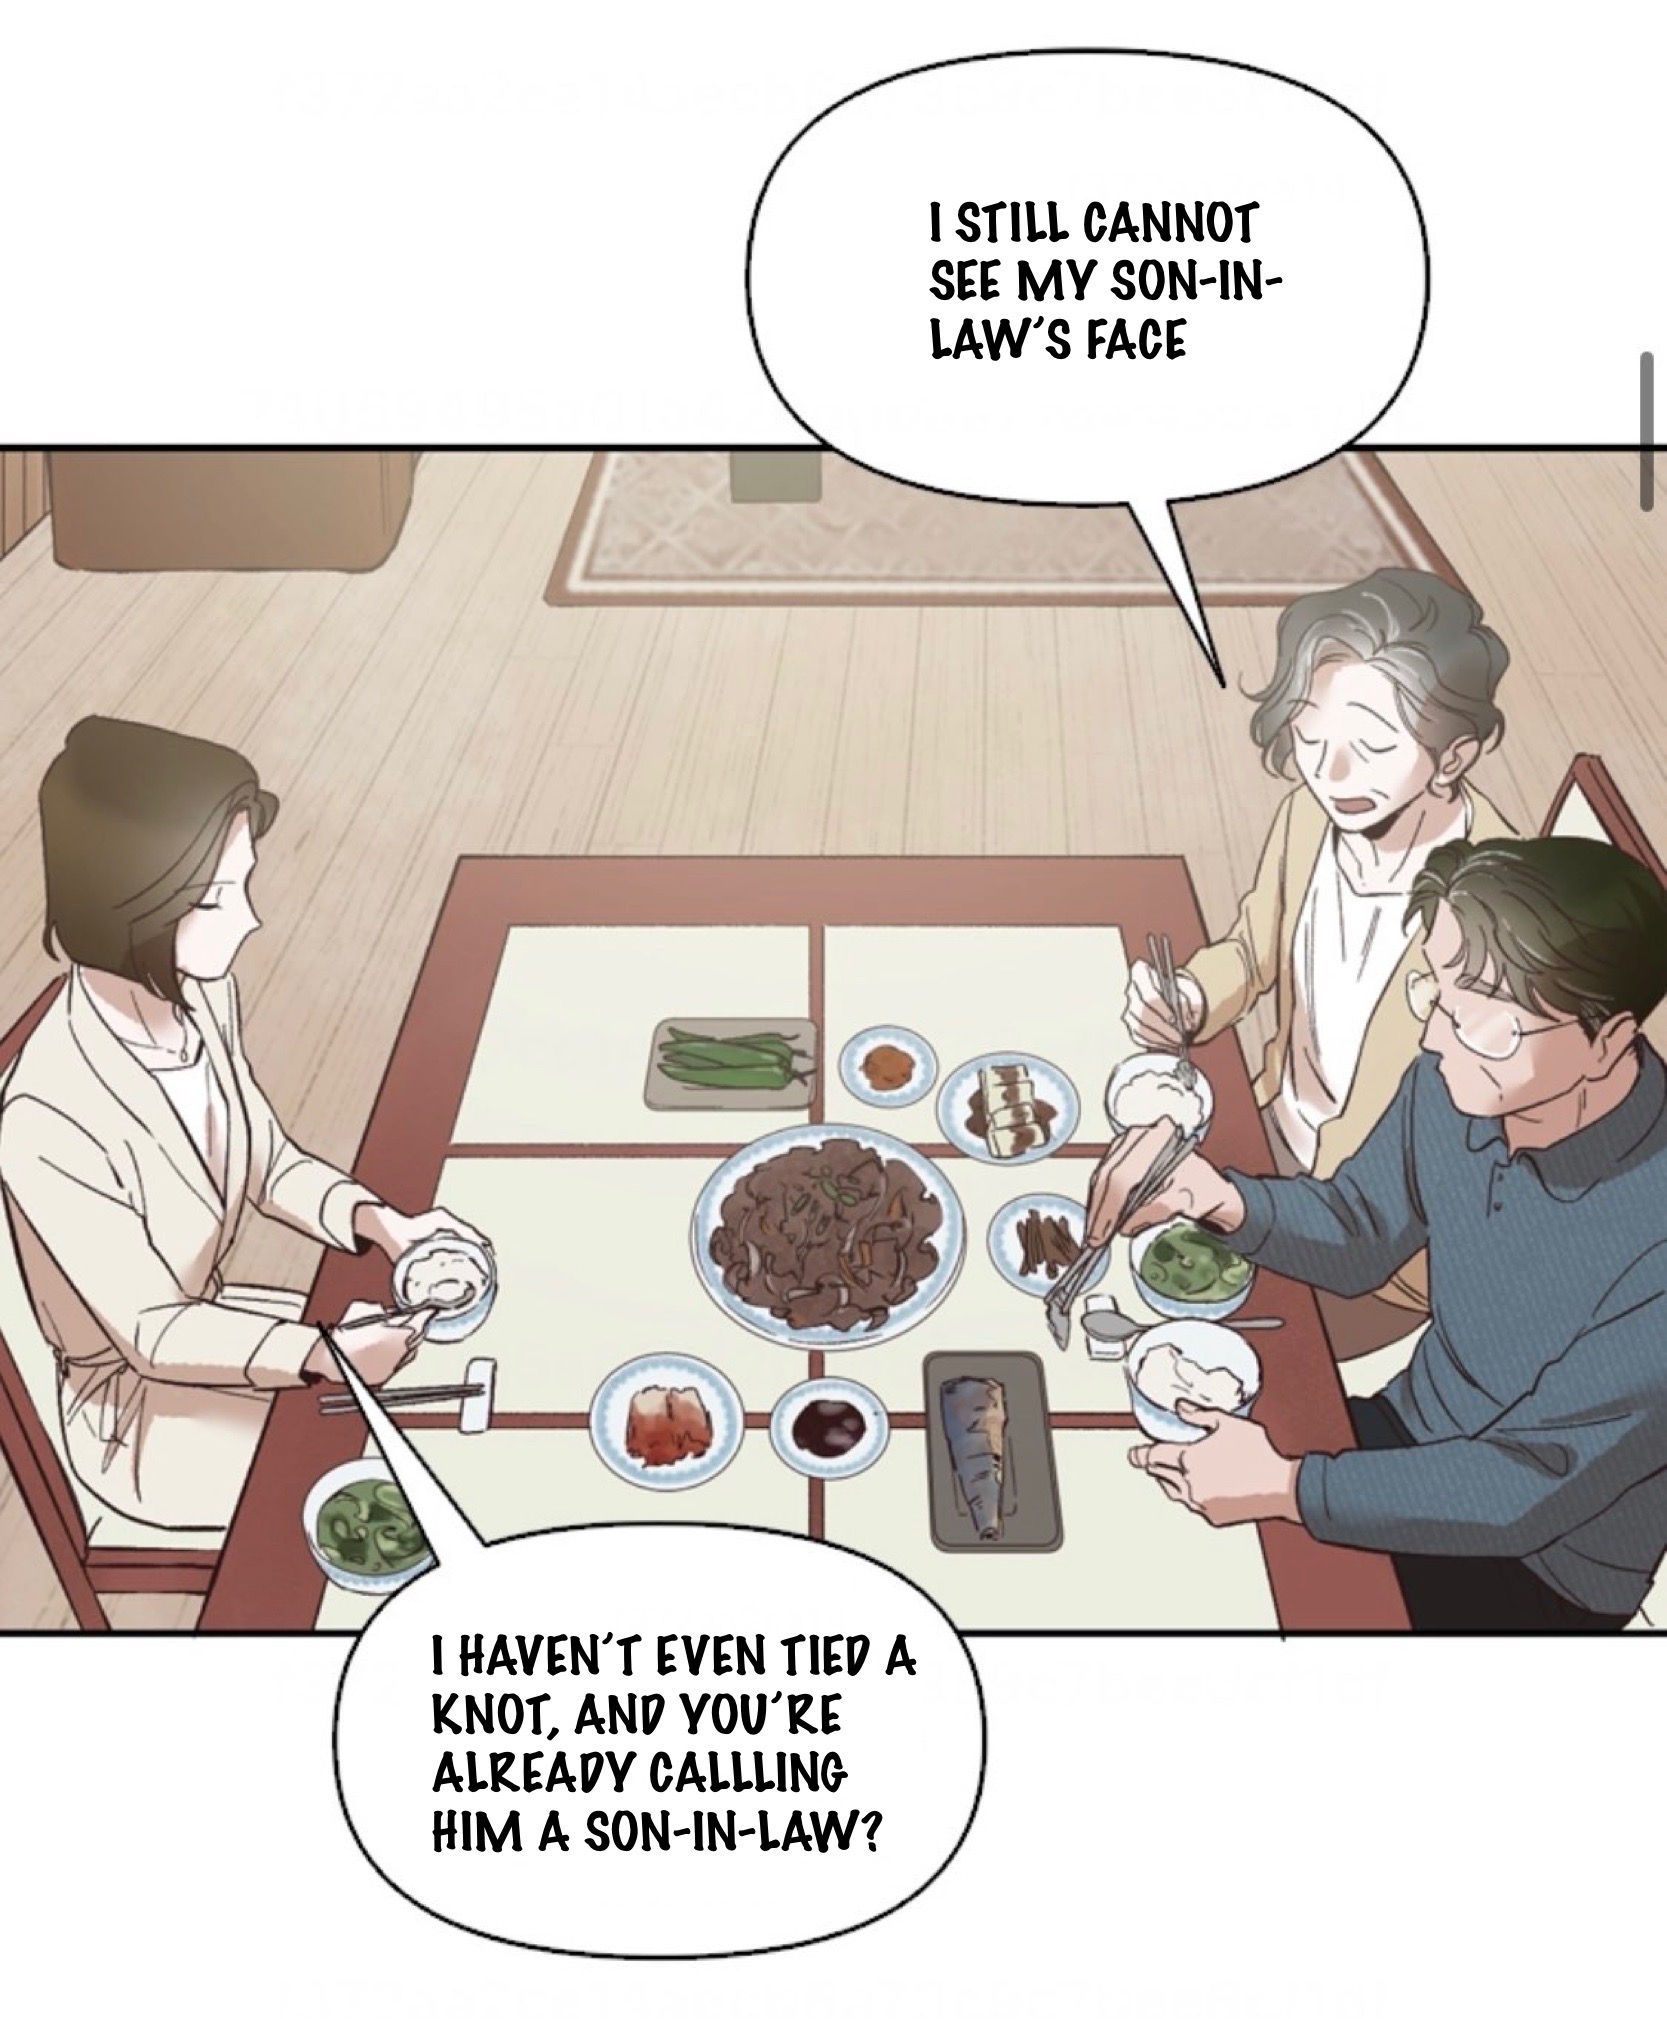 I STILL CANNOT
SEE MY SON-IN-
LAW'S FACE
I HAVEN'T EVEN TIED A
KNOT, AND YOU'RE
ALREADY CALLLING
HIM A SON-IN-LAW?